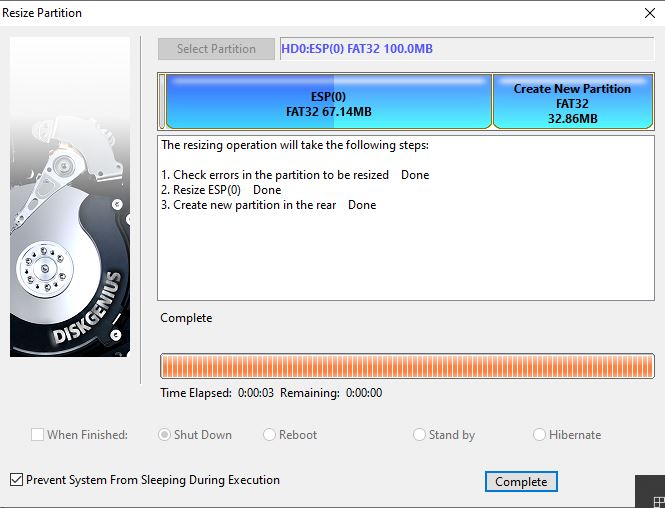 Resize Partition
Select Partition
HD0:ESP(0) FAT32 100.0MB
ESP(0)
FAT32 67.14MB
Create New Partition
FAT32
32.86MB
The resizing operation will take the following steps:
1. Check errors in the partition to be resized    Done
2. Resize ESP(0)    Done
3. Create new partition in the rear    Done
DISKGENIUS
Complete
Time Elapsed:  0:00:03  Remaining:  0:00:00
When Finished:
Shut Down
Reboot
Stand by
Hibernate
Prevent System From Sleeping During Execution
Complete